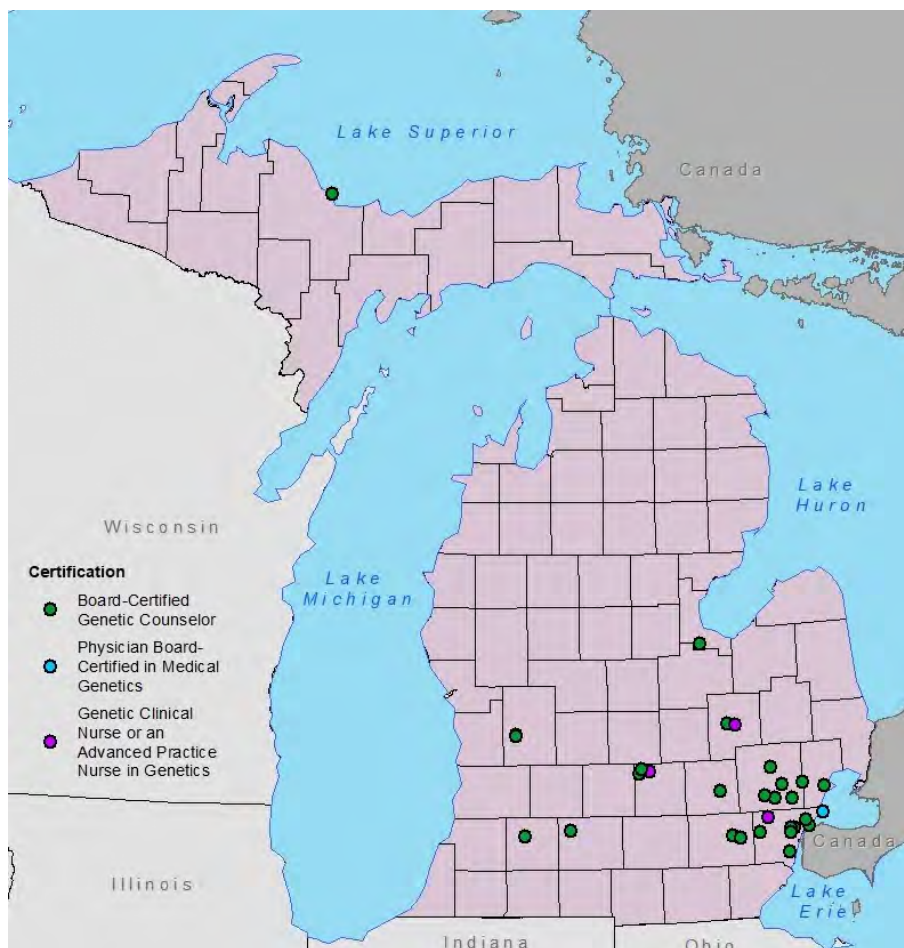 Lake Superior
Canada
Lake
Huron
Wisconsin
Lake
Michigan
Certification
Board-Certified
Genetic Counselor
Physician Board-
Certified in Medical
Genetics
Genetic Clinical
Nurse or an
Advanced Practice
Nurse in Genetics
Canada
Illinois
Lake
Erie
Indiana
Ohio